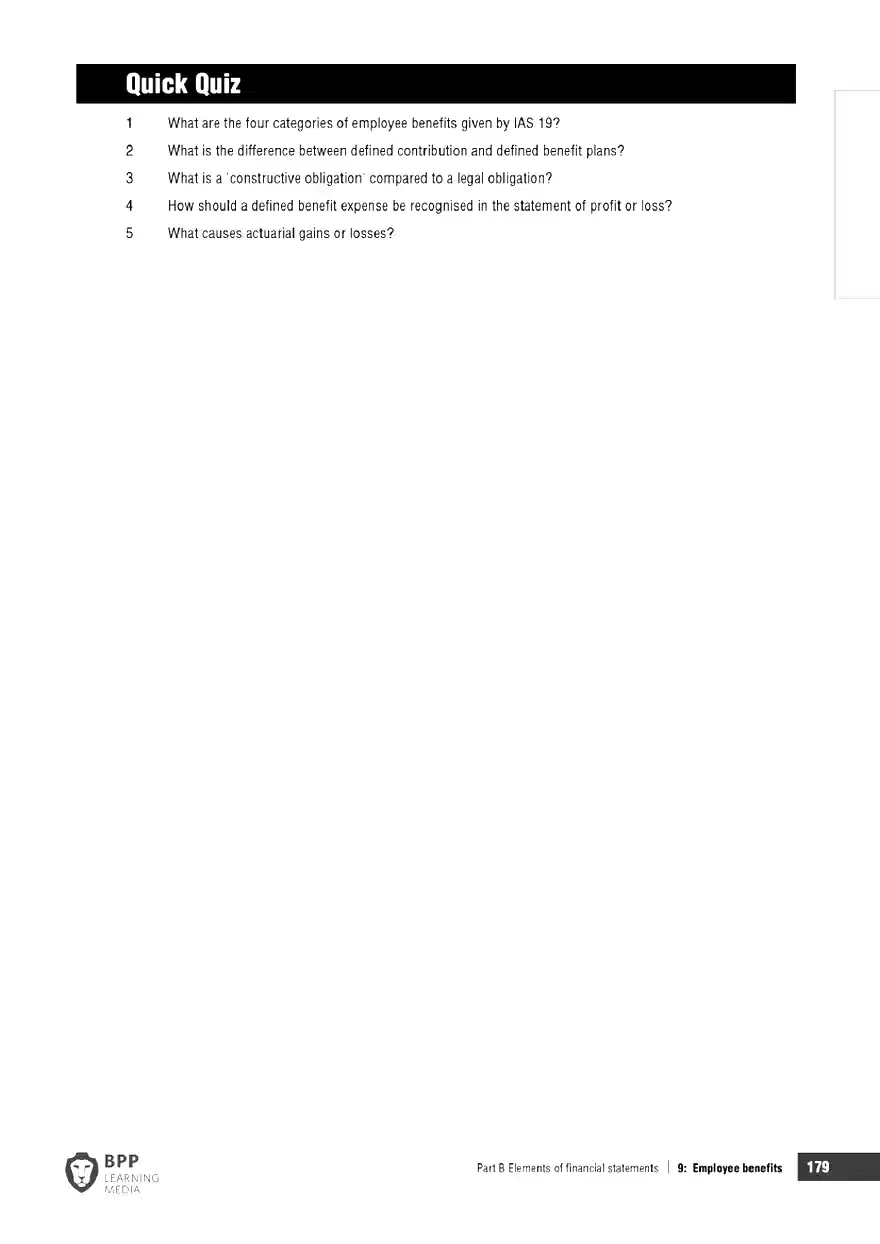 Quick Quiz
1 What are the four categories of employee benefits given by IAS 19?
2 What is the difference between defined contribution and defined benefit plans?
3 What is a 'constructive obligation' compared to a legal obligation?
4 How should a defined benefit expense be recognised in the statement of profit or loss?
5 What causes actuarial gains or losses?
BPP
LEARNING
MEDIA
Part B Elements of financial statements | 9: Employee benefits 179